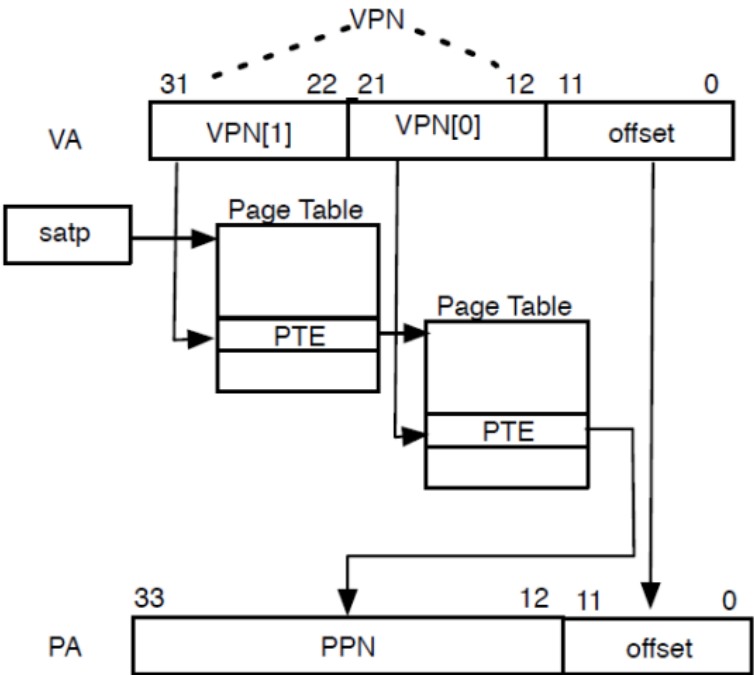 VPN
31 22 21 12 11 0
VA VPN[1] VPN[0] offset
satp
Page Table
PTE
Page Table
PTE
33 12 11 0
PA PPN offset